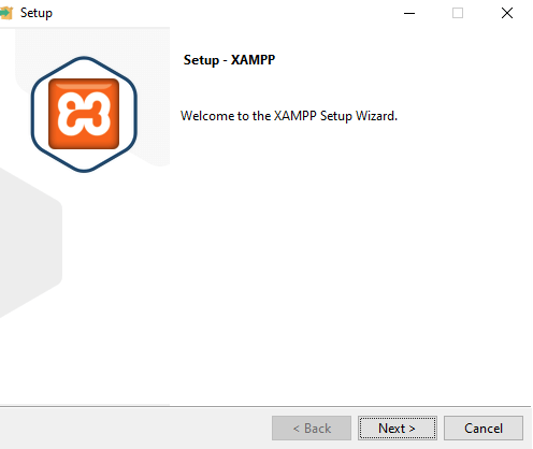 Setup
Setup - XAMPP
Welcome to the XAMPP Setup Wizard.
< Back
Next >
Cancel